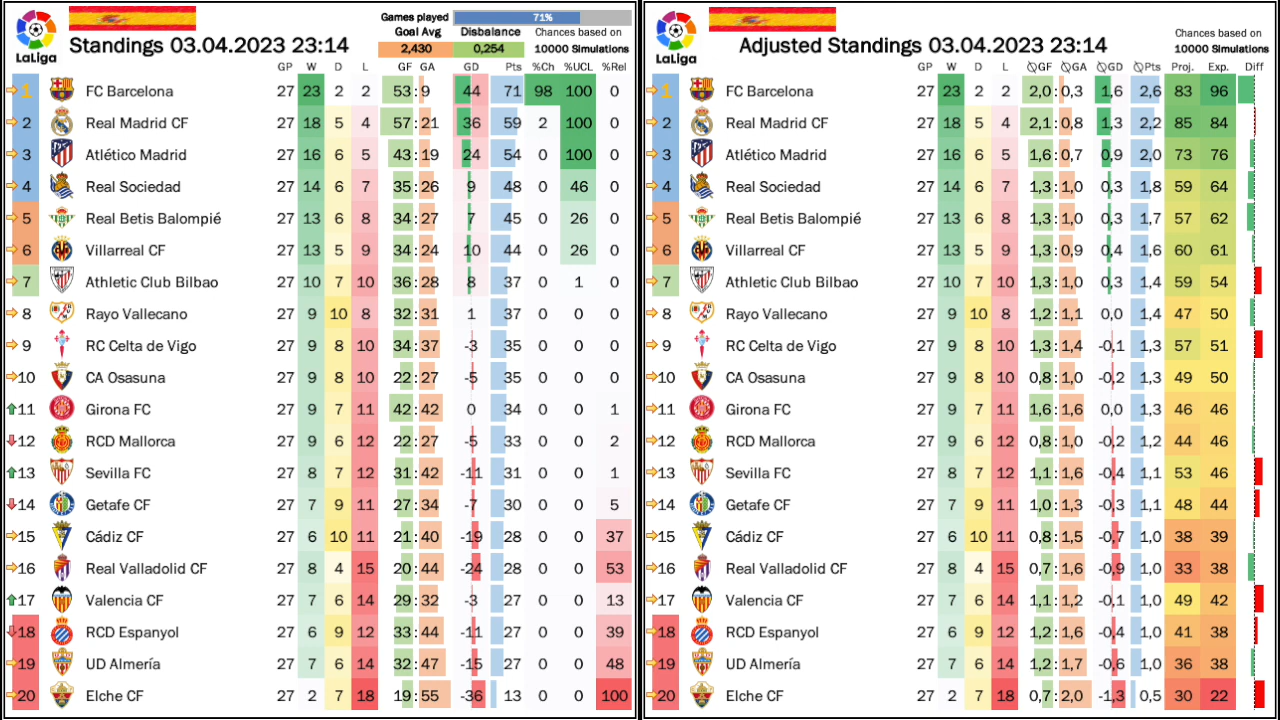 LaLiga
Standings 03.04.2023 23:14
Games played 71%
Goal Avg Disbalance Chances based on
2,430 0,254 10000 Simulations
GP W D L GF GA GD Pts %Ch %UCL %Rel
1 FC Barcelona 27 23 2 2 53 : 9 44 71 98 100 0
2 Real Madrid CF 27 18 5 4 57 : 21 36 59 2 100 0
3 Atlético Madrid 27 16 6 5 43 : 19 24 54 0 100 0
4 Real Sociedad 27 14 6 7 35 : 26 9 48 0 46 0
5 Real Betis Balompié 27 13 6 8 34 : 27 7 45 0 26 0
6 Villarreal CF 27 13 5 9 34 : 24 10 44 0 26 0
7 Athletic Club Bilbao 27 10 7 10 36 : 28 8 37 0 1 0
8 Rayo Vallecano 27 9 10 8 32 : 31 1 37 0 0 0
9 RC Celta de Vigo 27 9 8 10 34 : 37 -3 35 0 0 0
10 CA Osasuna 27 9 8 10 22 : 27 -5 35 0 0 0
11 Girona FC 27 9 7 11 42 : 42 0 34 0 0 1
12 RCD Mallorca 27 9 6 12 22 : 27 -5 33 0 0 2
13 Sevilla FC 27 8 7 12 31 : 42 -11 31 0 0 1
14 Getafe CF 27 7 9 11 27 : 34 -7 30 0 0 5
15 Cádiz CF 27 6 10 11 21 : 40 -19 28 0 0 37
16 Real Valladolid CF 27 8 4 15 20 : 44 -24 28 0 0 53
17 Valencia CF 27 7 6 14 29 : 32 -3 27 0 0 13
18 RCD Espanyol 27 6 9 12 33 : 44 -11 27 0 0 39
19 UD Almería 27 7 6 14 32 : 47 -15 27 0 0 48
20 Elche CF 27 2 7 18 19 : 55 -36 13 0 0 100
LaLiga
Adjusted Standings 03.04.2023 23:14
Chances based on
10000 Simulations
GP W D L ∅GF ∅GA ∅GD ∅Pts Proj. Exp. Diff
1 FC Barcelona 27 23 2 2 2,0 : 0,3 1,6 2,6 83 96
2 Real Madrid CF 27 18 5 4 2,1 : 0,8 1,3 2,2 85 84
3 Atlético Madrid 27 16 6 5 1,6 : 0,7 0,9 2,0 73 76
4 Real Sociedad 27 14 6 7 1,3 : 1,0 0,3 1,8 59 64
5 Real Betis Balompié 27 13 6 8 1,3 : 1,0 0,3 1,7 57 62
6 Villarreal CF 27 13 5 9 1,3 : 0,9 0,4 1,6 60 61
7 Athletic Club Bilbao 27 10 7 10 1,3 : 1,0 0,3 1,4 59 54
8 Rayo Vallecano 27 9 10 8 1,2 : 1,1 0,0 1,4 47 50
9 RC Celta de Vigo 27 9 8 10 1,3 : 1,4 -0,1 1,3 57 51
10 CA Osasuna 27 9 8 10 0,8 : 1,0 -0,2 1,3 49 50
11 Girona FC 27 9 7 11 1,6 : 1,6 0,0 1,3 46 46
12 RCD Mallorca 27 9 6 12 0,8 : 1,0 -0,2 1,2 44 46
13 Sevilla FC 27 8 7 12 1,1 : 1,6 -0,4 1,1 53 46
14 Getafe CF 27 7 9 11 1,0 : 1,3 -0,3 1,1 48 44
15 Cádiz CF 27 6 10 11 0,8 : 1,5 -0,7 1,0 38 39
16 Real Valladolid CF 27 8 4 15 0,7 : 1,6 -0,9 1,0 33 38
17 Valencia CF 27 7 6 14 1,1 : 1,2 -0,1 1,0 49 42
18 RCD Espanyol 27 6 9 12 1,2 : 1,6 -0,4 1,0 41 38
19 UD Almería 27 7 6 14 1,2 : 1,7 -0,6 1,0 36 38
20 Elche CF 27 2 7 18 0,7 : 2,0 -1,3 0,5 30 22